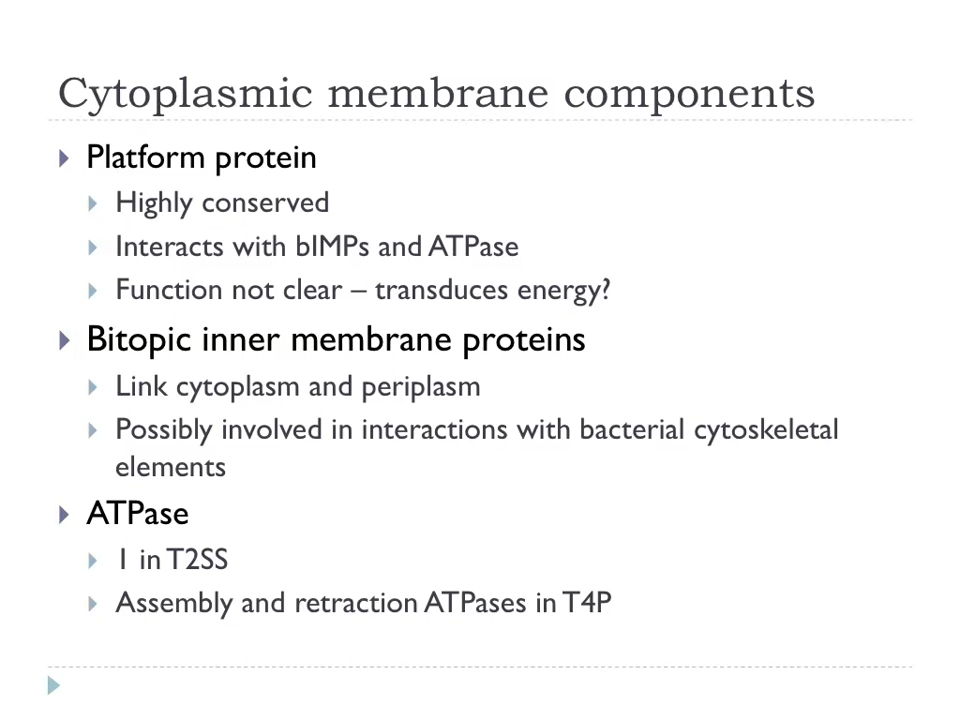 Cytoplasmic membrane components
Platform protein
Highly conserved
Interacts with bIMPs and ATPase
Function not clear – transduces energy?
Bitopic inner membrane proteins
Link cytoplasm and periplasm
Possibly involved in interactions with bacterial cytoskeletal
elements
ATPase
1 in T2SS
Assembly and retraction ATPases in T4P